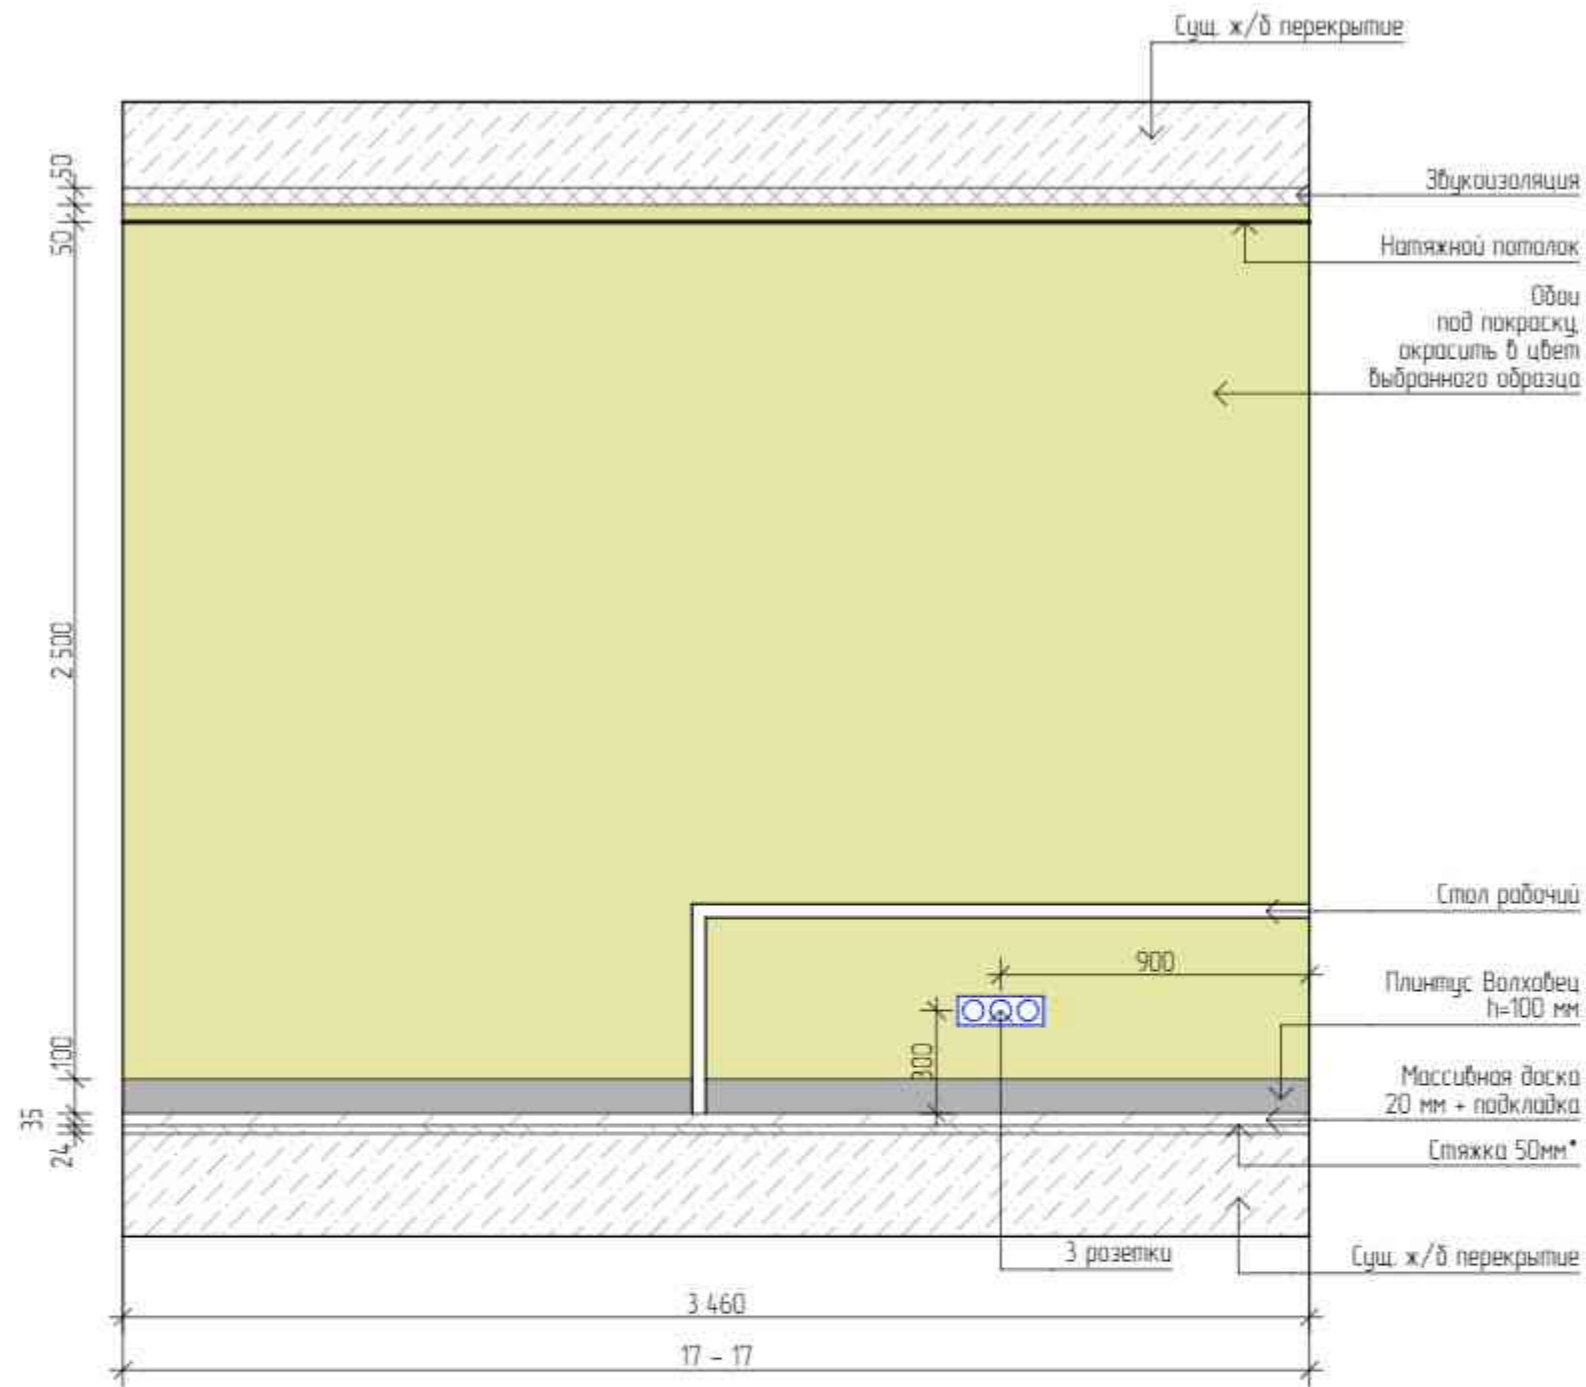 Сущ. ж/б перекрытие
50
Звукоизоляция
50
Натяжной потолок
Обои
под покраску,
окрасить в цвет
выбранного образца
2 500
Стол рабочий
900
Плинтус Волховец
h=100 мм
300
100
Массивная доска
20 мм + подкладка
35
24
Стяжка 50мм*
3 розетки
Сущ. ж/б перекрытие
3 460
17 - 17